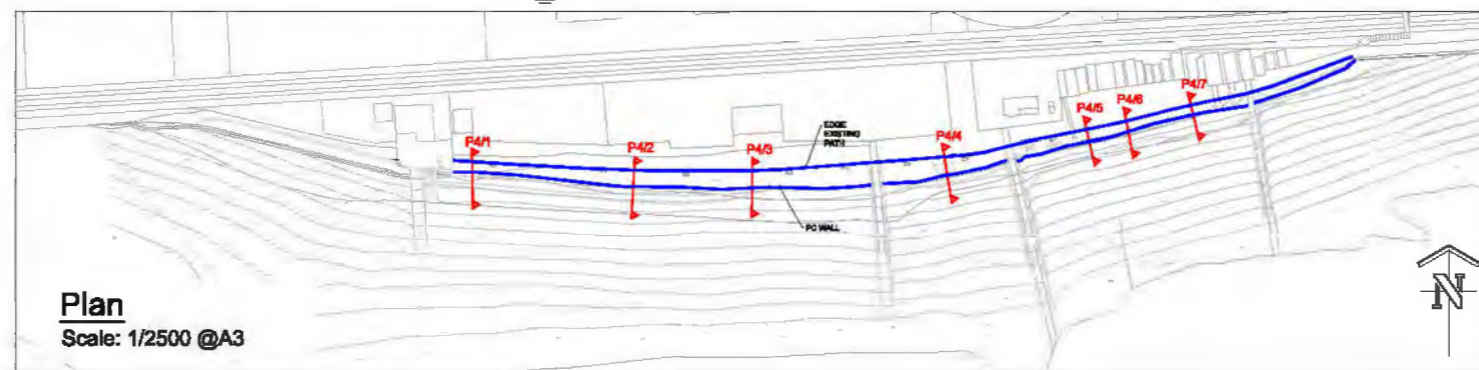 P4/1
P4/2
P4/3
EDGE
EXISTING
PATH
P4/4
P4/5
P4/6
P4/7
PC WALL
Plan
Scale: 1/2500 @A3
N